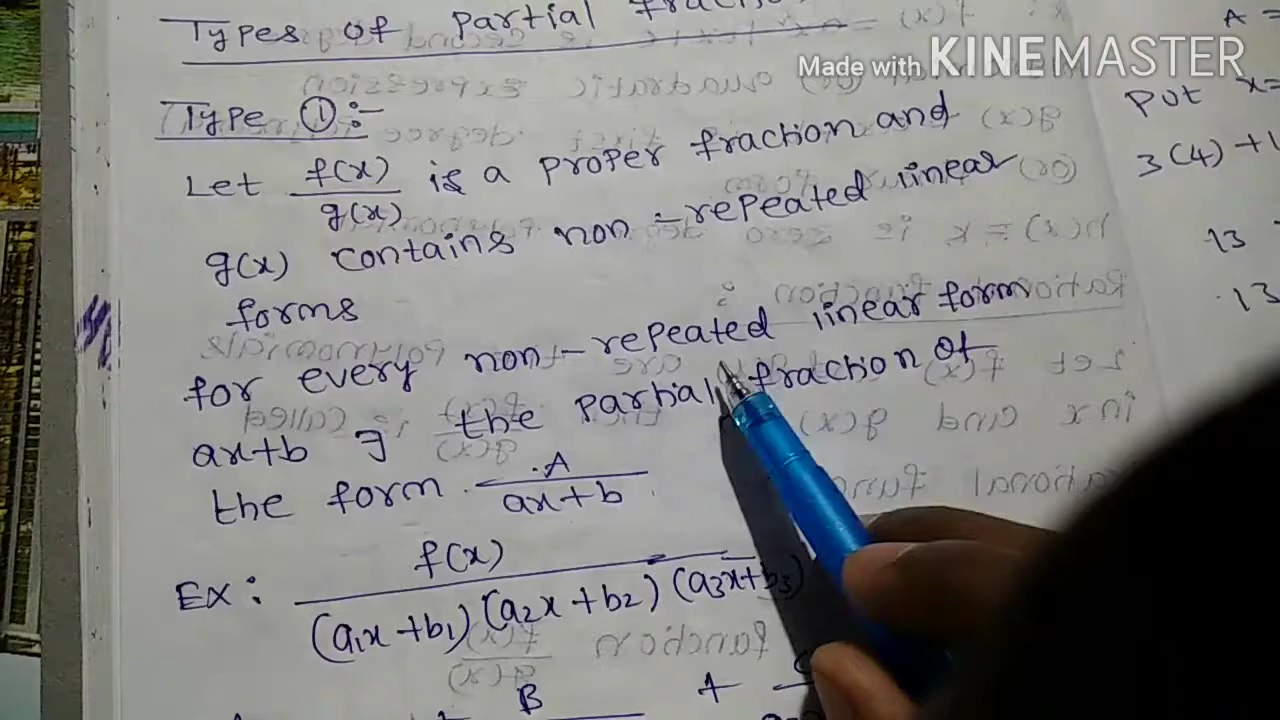 Types of partial
Made with KINEMASTER
A =
Type ①:-
put x=
Let f(x)/g(x) is a proper fraction and
3(4)+1
g(x) contains non-repeated linear
13
forms
13
for every non-repeated linear form
ax+b ∃ the partial fraction of
the form A/ax+b
Ex: f(x)/(a₁x+b₁)(a₂x+b₂)(a₃x+b₃)
B +